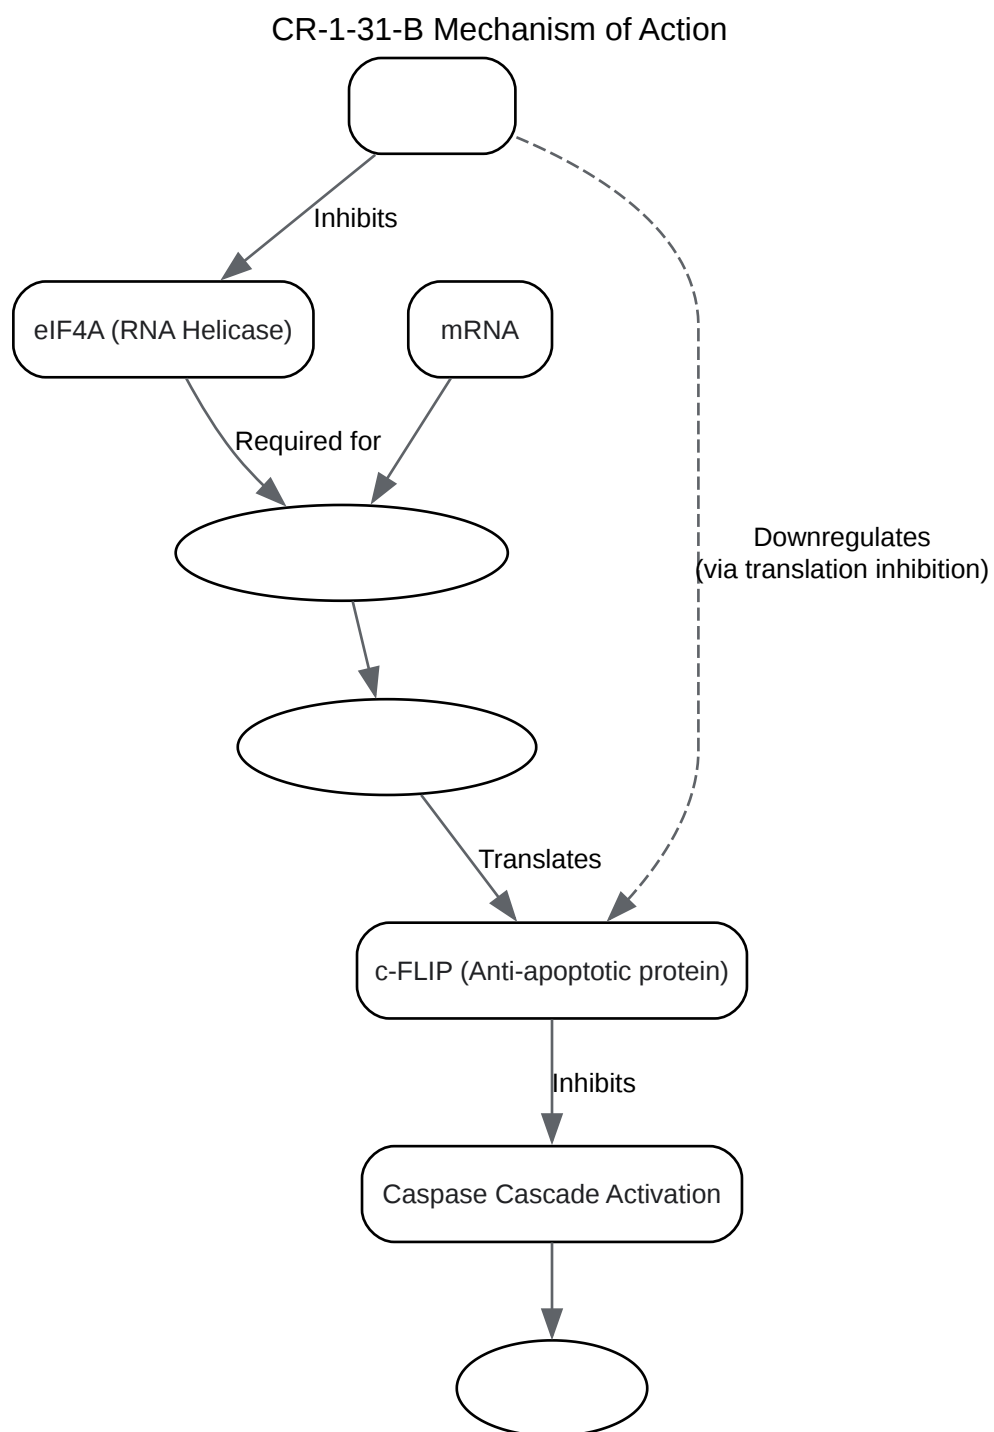 CR-1-31-B Mechanism of Action
Inhibits
eIF4A (RNA Helicase)
mRNA
Required for
Downregulates
(via translation inhibition)
Translates
c-FLIP (Anti-apoptotic protein)
Inhibits
Caspase Cascade Activation